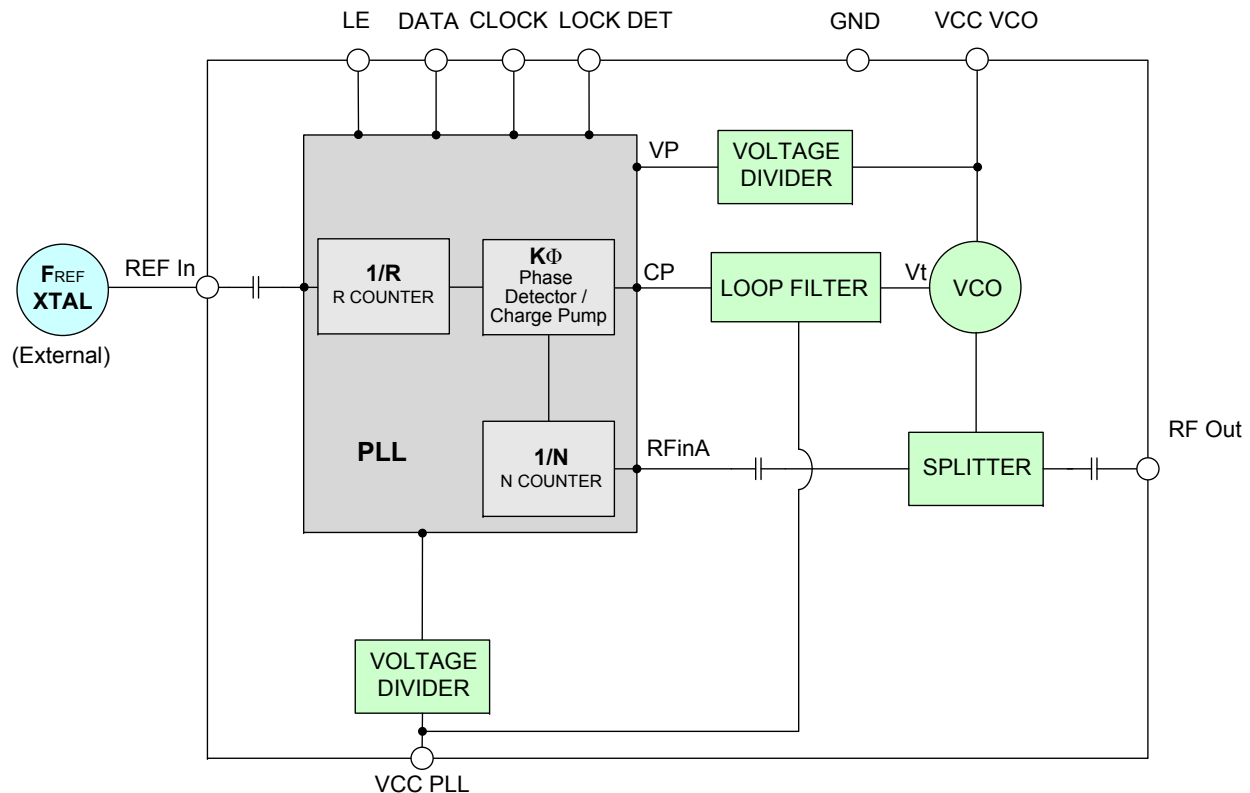 LE
DATA
CLOCK
LOCK DET
GND
VCC VCO
VP
VOLTAGE
DIVIDER
FREF
XTAL
(External)
REF In
1/R
R COUNTER
KΦ
Phase
Detector /
Charge Pump
CP
LOOP FILTER
Vt
VCO
PLL
1/N
N COUNTER
RFinA
SPLITTER
RF Out
VOLTAGE
DIVIDER
VCC PLL